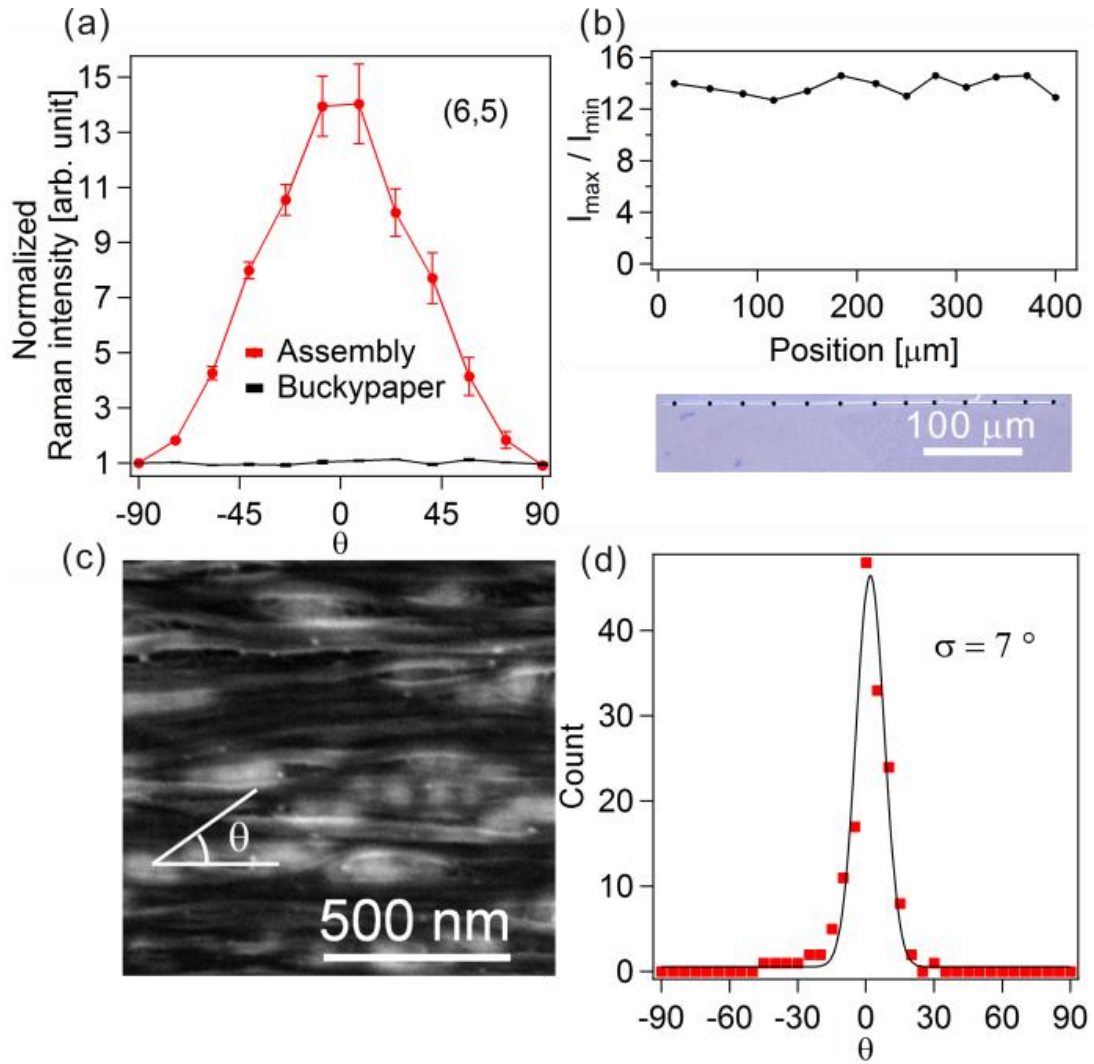 (a)
15
13
11
9
7
5
3
1
Normalized
Raman intensity [arb. unit]
(6,5)
Assembly
Buckypaper
-90
-45
0
45
90
θ
(b)
16
12
8
4
0
I_max / I_min
0
100
200
300
400
Position [μm]
100 μm
(c)
θ
500 nm
(d)
40
30
20
10
0
Count
σ = 7 °
-90
-60
-30
0
30
60
90
θ